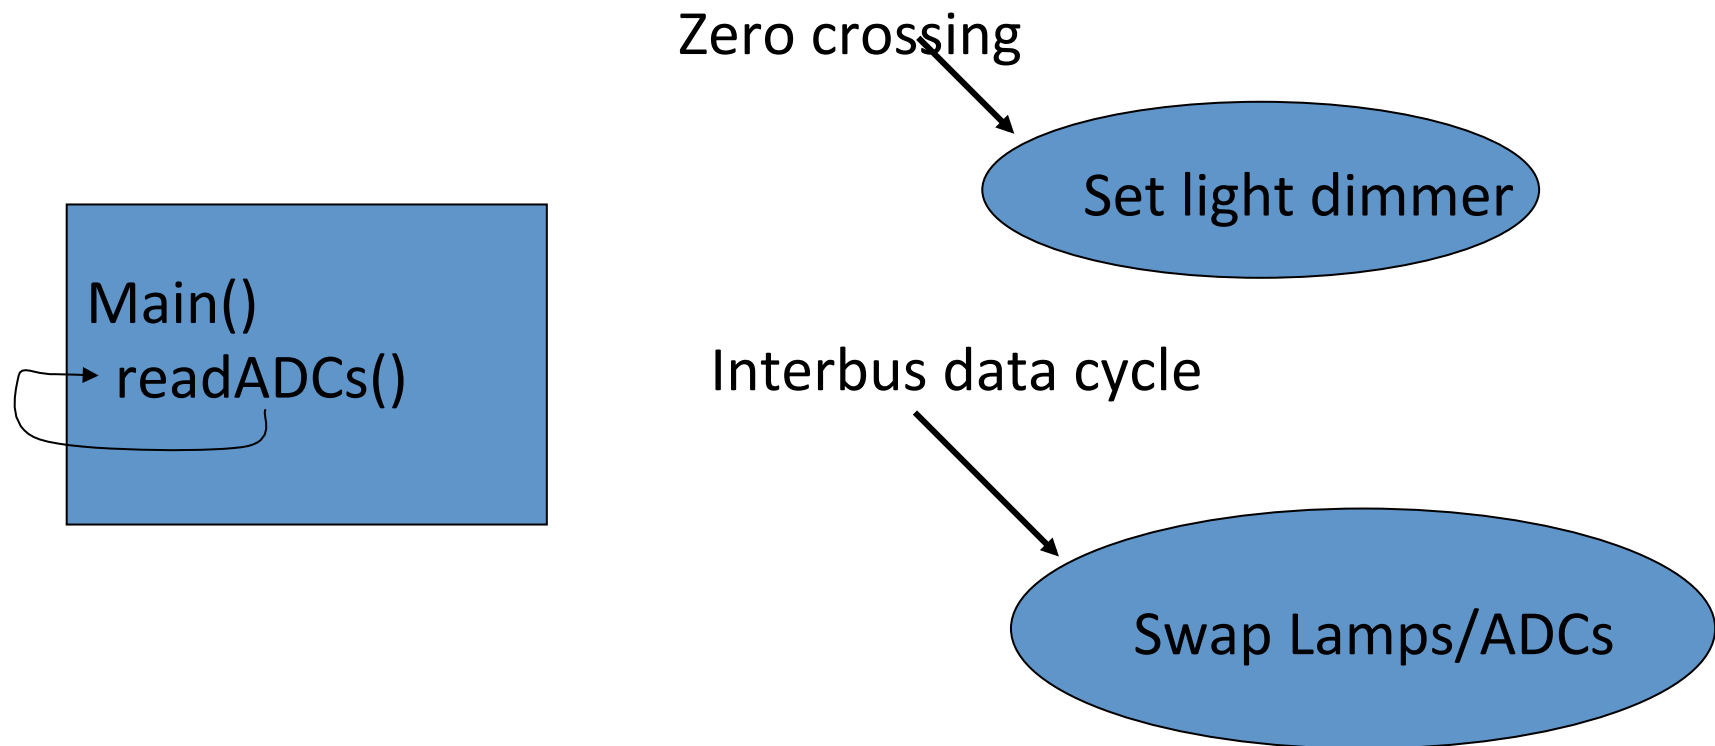 Zero crossing
Set light dimmer
Main()
readADCs()
Interbus data cycle
Swap Lamps/ADCs